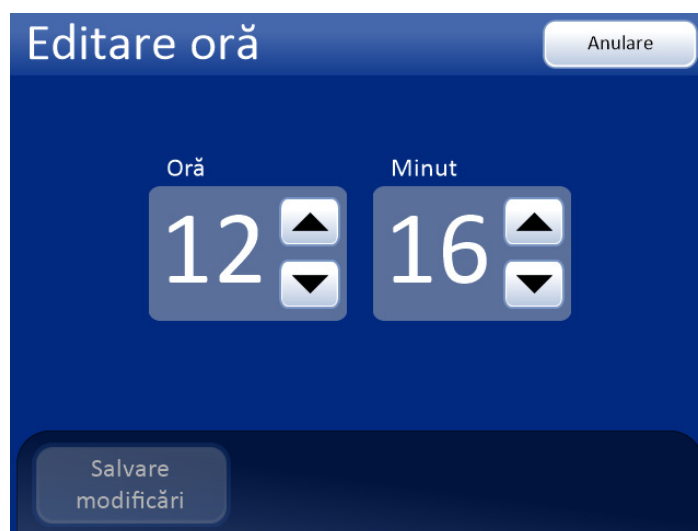 Editare oră
Anulare
Oră
Minut
12
16
Salvare
modificări